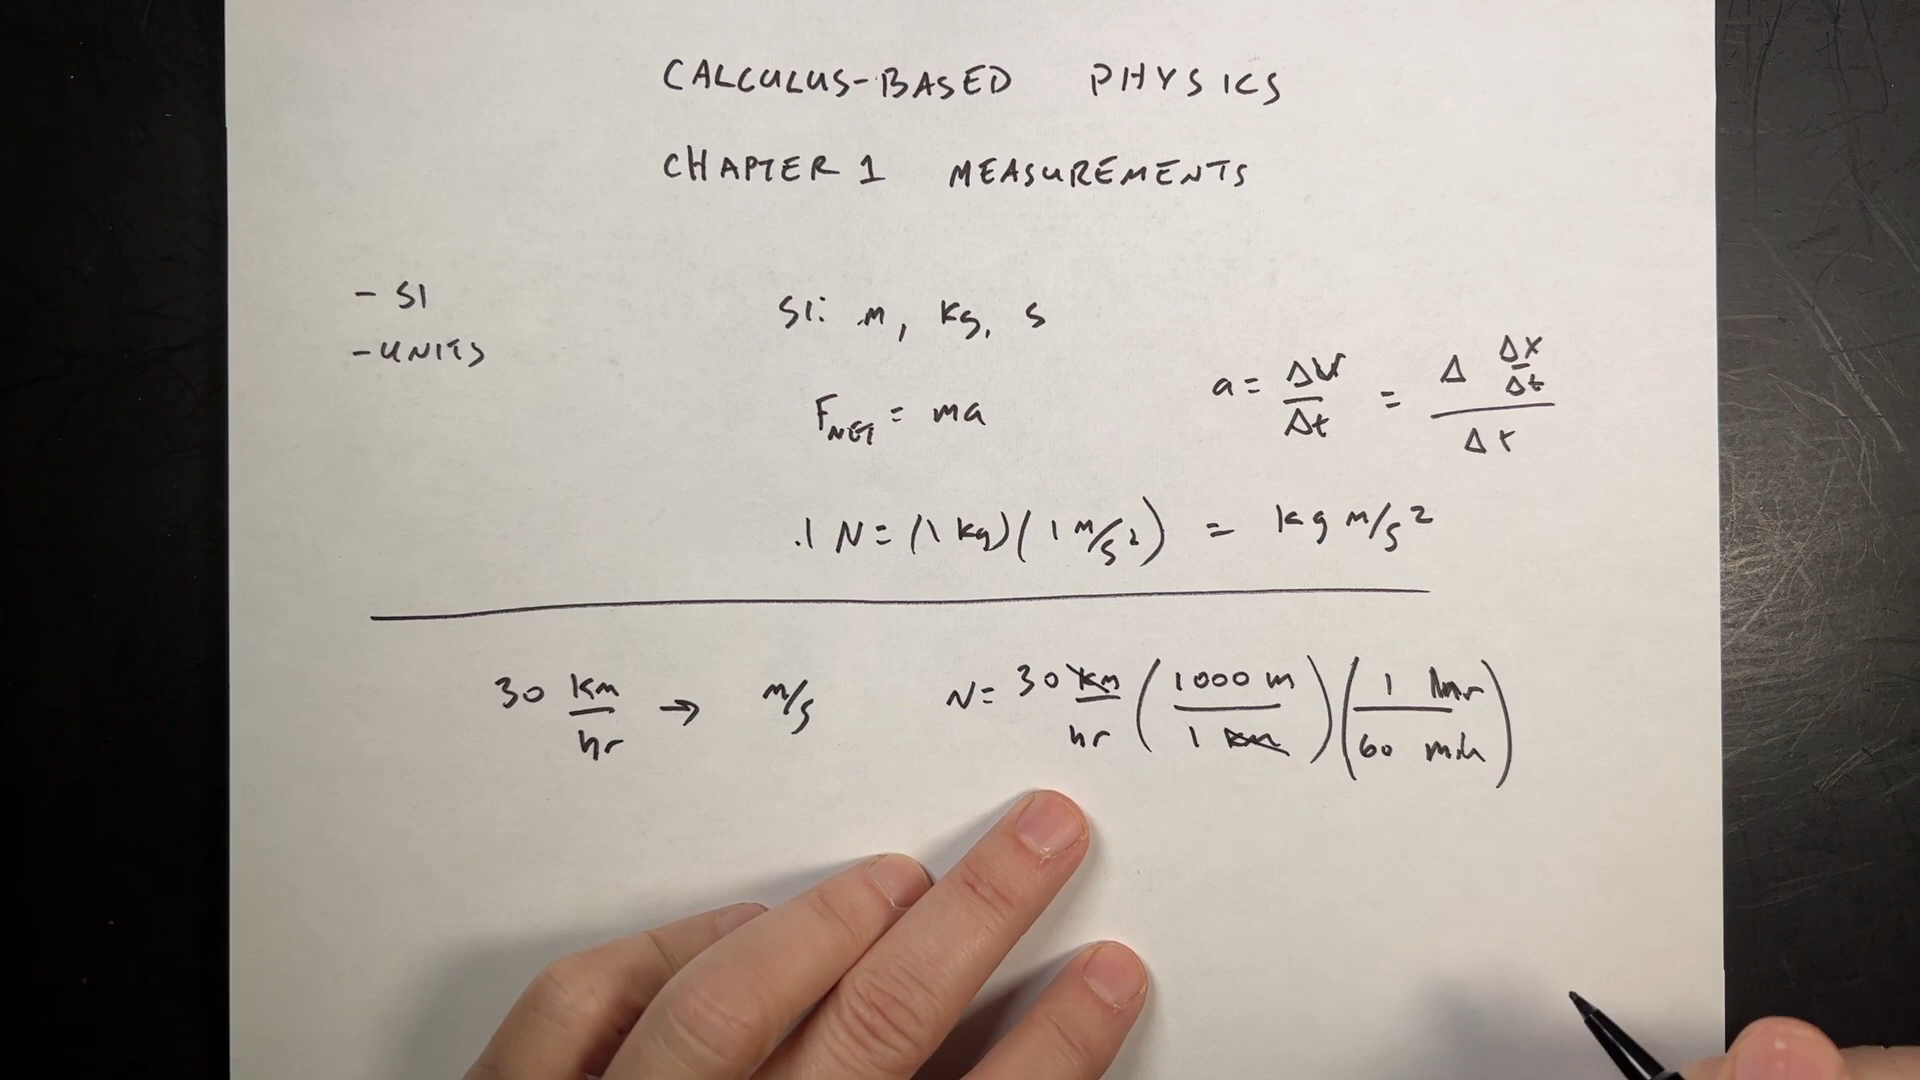 CALCULUS-BASED PHYSICS
CHAPTER 1 MEASUREMENTS
- SI
- UNITS
SI: m, kg, s
F_NET = ma
a = Δv/Δt = Δ Δx/Δt / Δt
1 N = (1 kg)(1 m/s²) = kg m/s²
30 km/hr → m/s
v = 30 km/hr (1000 m / 1 km)(1 hr / 60 min)